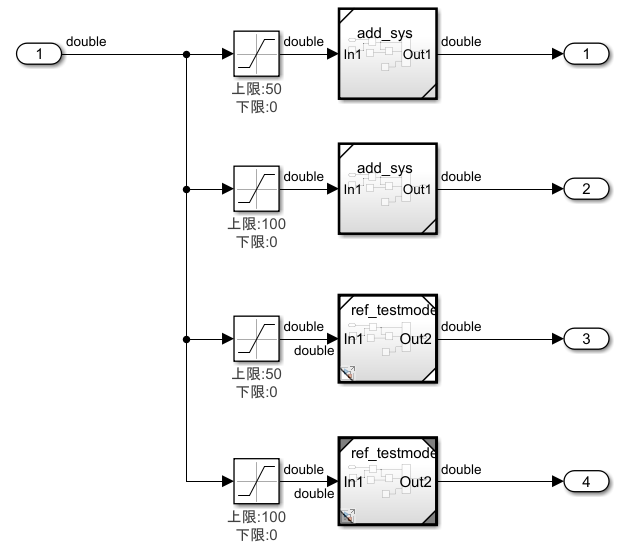 1 double double add_sys In1 Out1 double 1
上限:50
下限:0
double add_sys In1 Out1 double 2
上限:100
下限:0
double double ref_testmode In1 Out2 double 3
上限:50
下限:0
double double ref_testmode In1 Out2 double 4
上限:100
下限:0